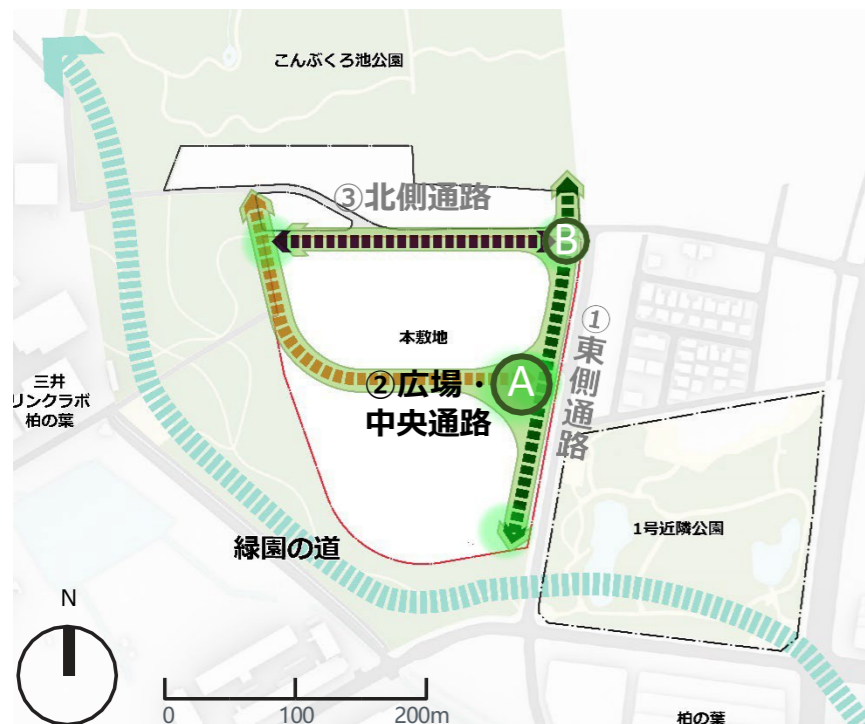 こんぶくろ池公園
③北側通路
B
①東側通路
本敷地
②広場・
中央通路
A
三井
リンクラボ
柏の葉
緑園の道
1号近隣公園
N
0 100 200m
柏の葉